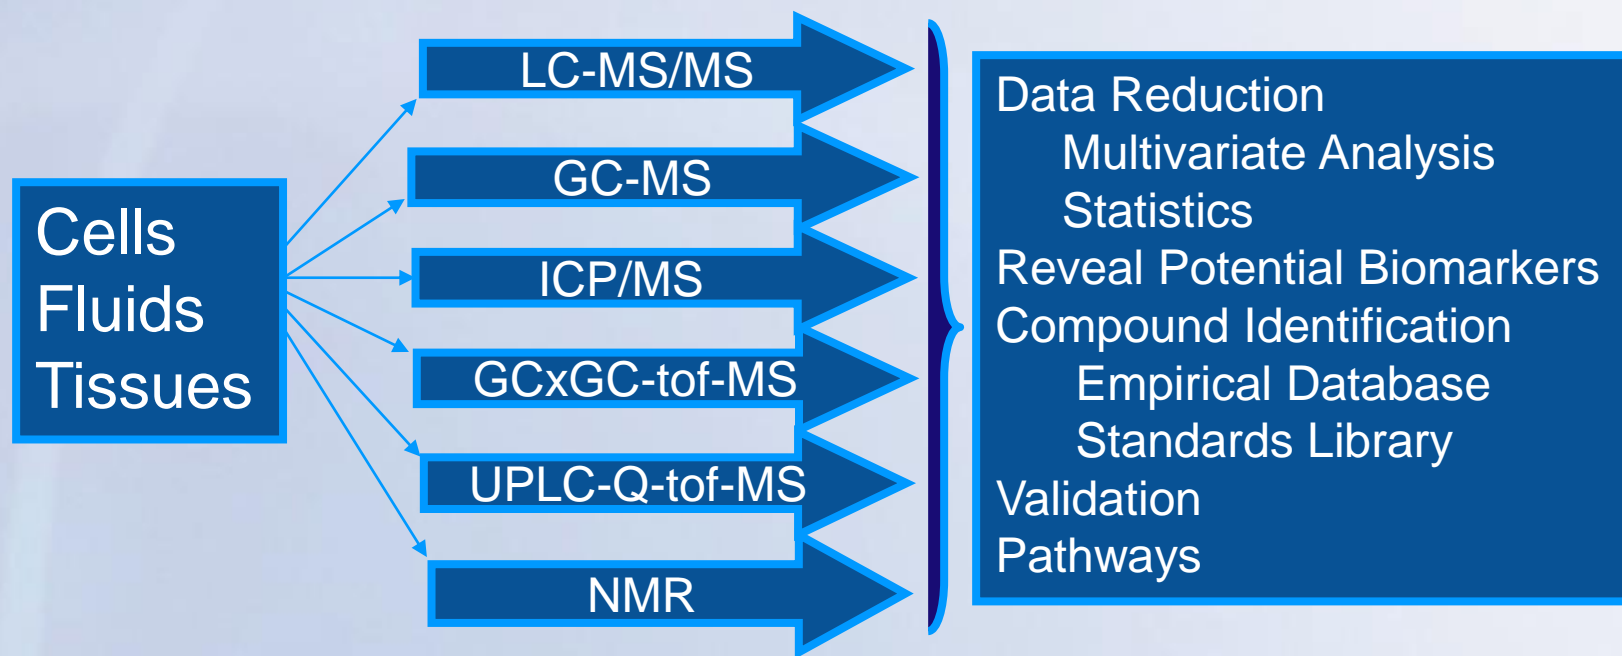 Cells
Fluids
Tissues
LC-MS/MS
GC-MS
ICP/MS
GCxGC-tof-MS
UPLC-Q-tof-MS
NMR
Data Reduction
Multivariate Analysis
Statistics
Reveal Potential Biomarkers
Compound Identification
Empirical Database
Standards Library
Validation
Pathways